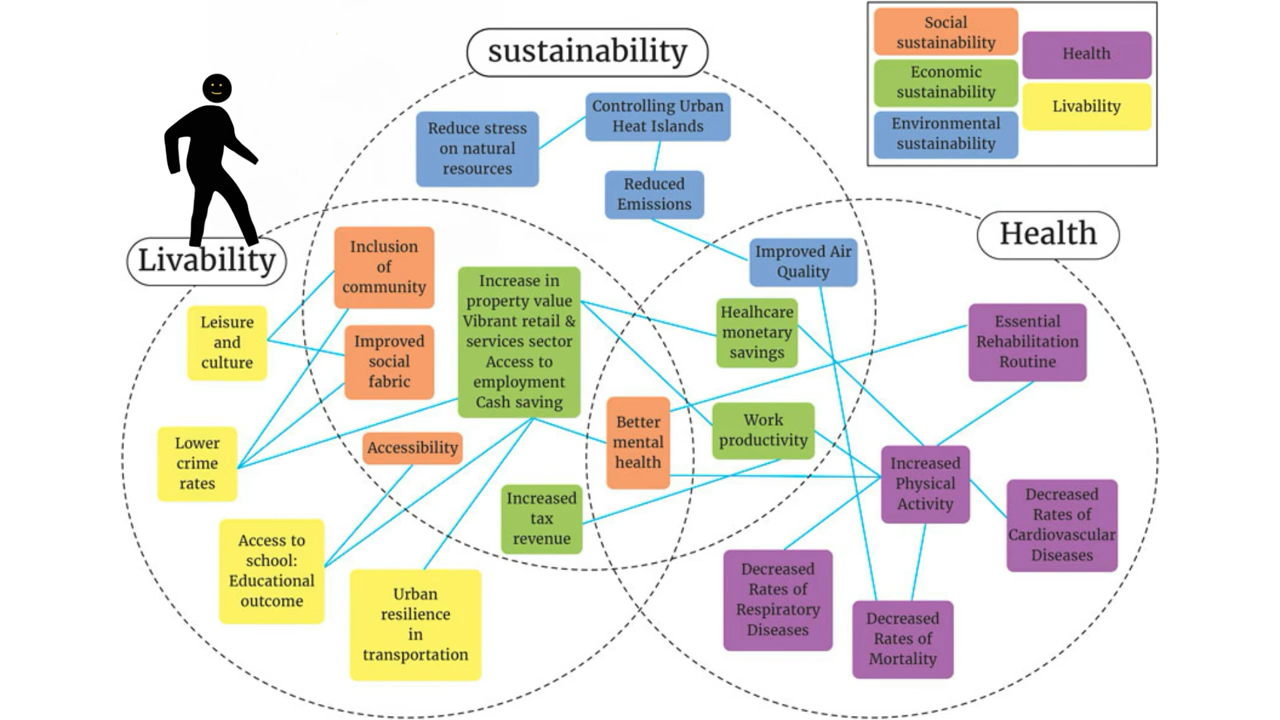 sustainability
Social
sustainability
Economic
sustainability
Environmental
sustainability
Health
Livability
Reduce stress
on natural
resources
Controlling Urban
Heat Islands
Reduced
Emissions
Improved Air
Quality
Livability
Health
Inclusion
of
community
Leisure
and
culture
Improved
social
fabric
Increase in
property value
Vibrant retail &
services sector
Access to
employment
Cash saving
Healhcare
monetary
savings
Essential
Rehabilitation
Routine
Lower
crime
rates
Accessibility
Better
mental
health
Work
productivity
Increased
Physical
Activity
Increased
tax
revenue
Decreased
Rates of
Cardiovascular
Diseases
Access to
school:
Educational
outcome
Urban
resilience
in
transportation
Decreased
Rates of
Respiratory
Diseases
Decreased
Rates of
Mortality